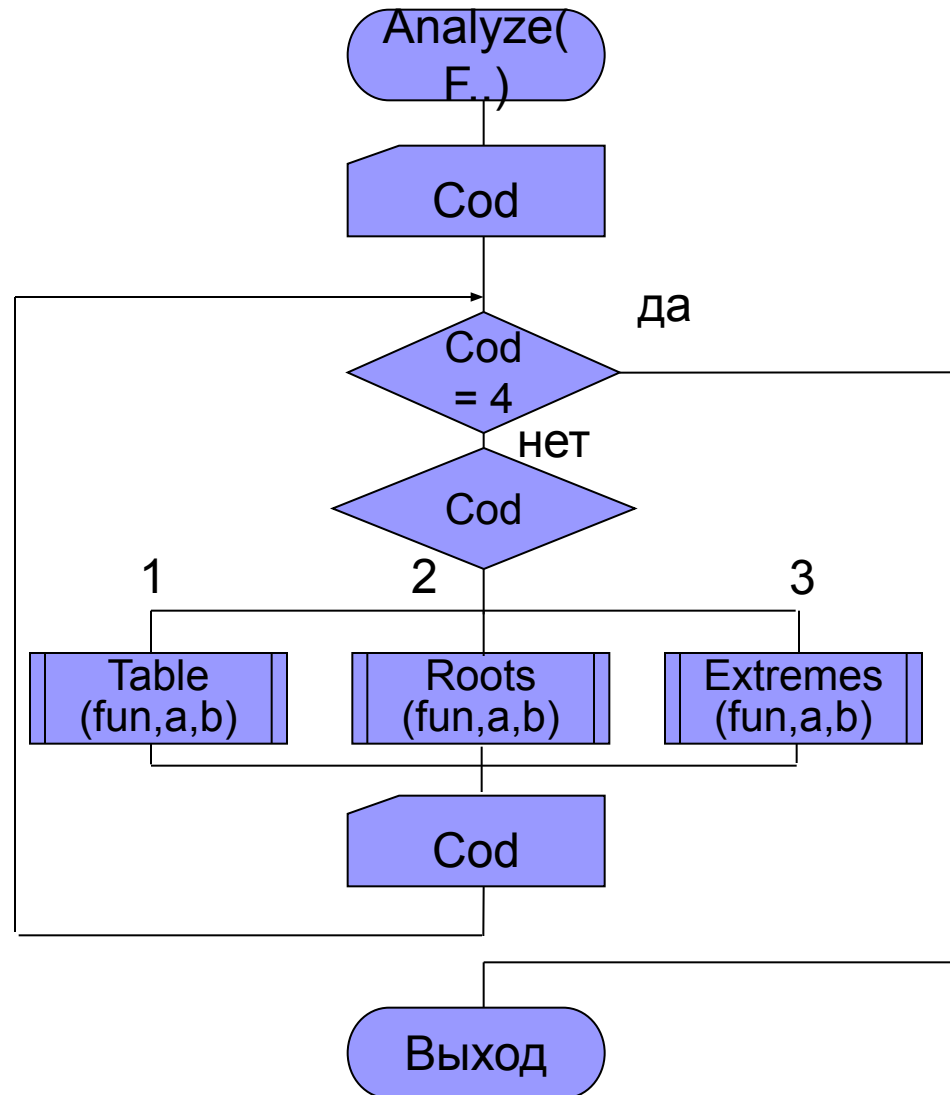 Analyze(
F..)
Cod
да
Cod
= 4
нет
Cod
1
2
3
Table
(fun,a,b)
Roots
(fun,a,b)
Extremes
(fun,a,b)
Cod
Выход